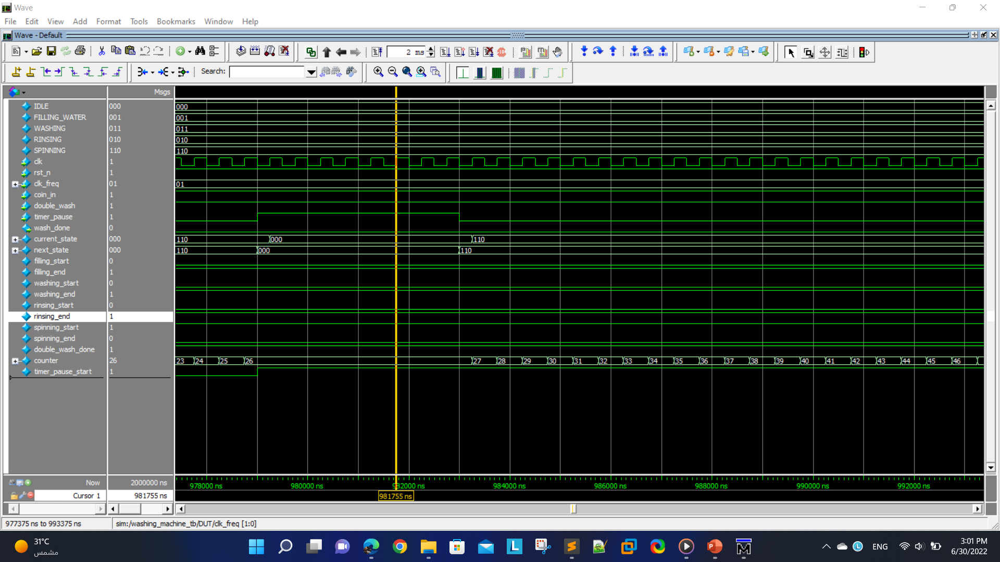 Wave
File Edit View Add Format Tools Bookmarks Window Help
Wave - Default
2 ms
Search:
Msgs
IDLE 000 000
FILLING_WATER 001 001
WASHING 011 011
RINSING 010 010
SPINNING 110 110
clk 1
rst_n 1
clk_freq 01 01
coin_in 1
double_wash 1
timer_pause 1
wash_done 0
current_state 000 110 000 110
next_state 000 110 000 110
filling_start 0
filling_end 1
washing_start 0
washing_end 1
rinsing_start 0
rinsing_end 1
spinning_start 1
spinning_end 0
double_wash_done 1
counter 26 23 24 25 26 27 28 29 30 31 32 33 34 35 36 37 38 39 40 41 42 43 44 45 46
timer_pause_start 1
Now 2000000 ns 978000 ns 980000 ns 982000 ns 984000 ns 986000 ns 988000 ns 990000 ns 992000 ns
Cursor 1 981755 ns 981755 ns
977375 ns to 993375 ns sim:/washing_machine_tb/DUT/clk_freq [1:0]
31°C
مشمس
ENG
3:01 PM
6/30/2022